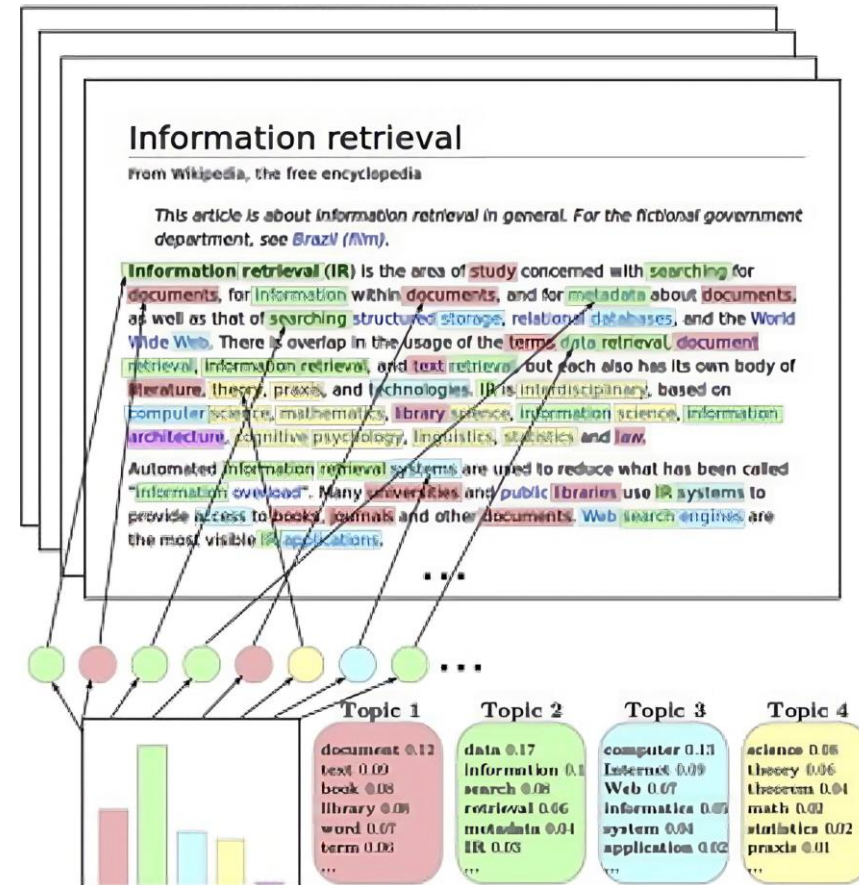 Information retrieval
From Wikipedia, the free encyclopedia
This article is about information retrieval in general. For the fictional government
department, see Brazil (film).
Information retrieval (IR) is the area of study concerned with searching for
documents, for information within documents, and for metadata about documents,
as well as that of searching structured storage, relational databases, and the World
Wide Web. There is overlap in the usage of the terms data retrieval, document
retrieval, information retrieval, and text retrieval, but each also has its own body of
literature, theory, praxis, and technologies. IR is interdisciplinary, based on
computer science, mathematics, library science, information science, information
architecture, cognitive psychology, linguistics, statistics and law.
Automated information retrieval systems are used to reduce what has been called
"information overload". Many universities and public libraries use IR systems to
provide access to books, journals and other documents. Web search engines are
the most visible IR applications.
...
...
Topic 1 Topic 2 Topic 3 Topic 4
document 0.12 data 0.17 computer 0.13 science 0.08
text 0.09 information 0.1 Internet 0.09 theory 0.06
book 0.08 search 0.08 Web 0.07 theorem 0.04
library 0.08 retrieval 0.06 informatics math 0.02
word 0.07 metadata 0.04 system 0.04 statistics 0.02
term 0.06 IR 0.03 application 0.02 praxis 0.01
... ... ... ...